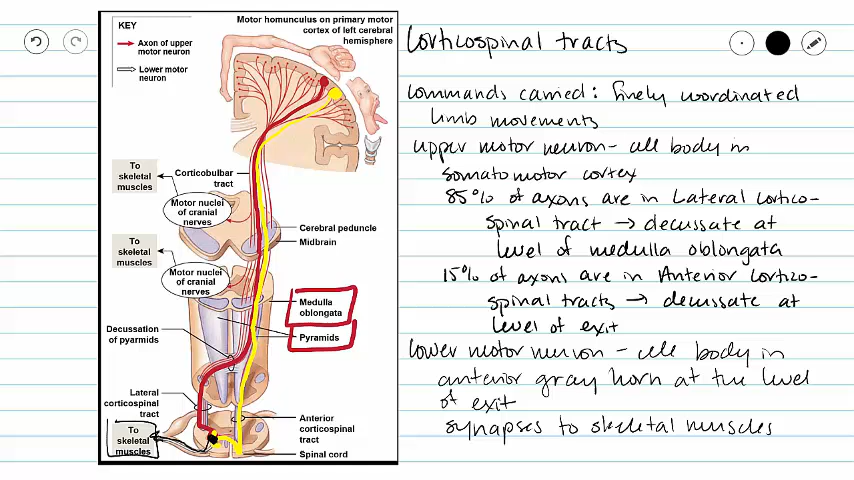 Motor homunculus on primary motor
cortex of left cerebral
hemisphere
KEY
Axon of upper
motor neuron
Lower motor
neuron
To
skeletal
muscles
Corticobulbar
tract
Motor nuclei
of cranial
nerves
Cerebral peduncle
Midbrain
To
skeletal
muscles
Motor nuclei
of cranial
nerves
Medulla
oblongata
Decussation
of pyarmids
Pyramids
Lateral
corticospinal
tract
Anterior
corticospinal
tract
To
skeletal
muscles
Spinal cord
Corticospinal tracts
commands carried: finely coordinated
limb movements
upper motor neuron - cell body in
somatomotor cortex
85% of axons are in Lateral cortico-
spinal tract → decussate at
level of medulla oblongata
15% of axons are in Anterior cortico-
spinal tracts → decussate at
level of exit
lower motor neuron - cell body in
anterior gray horn at the level
of exit
synapses to skeletal muscles